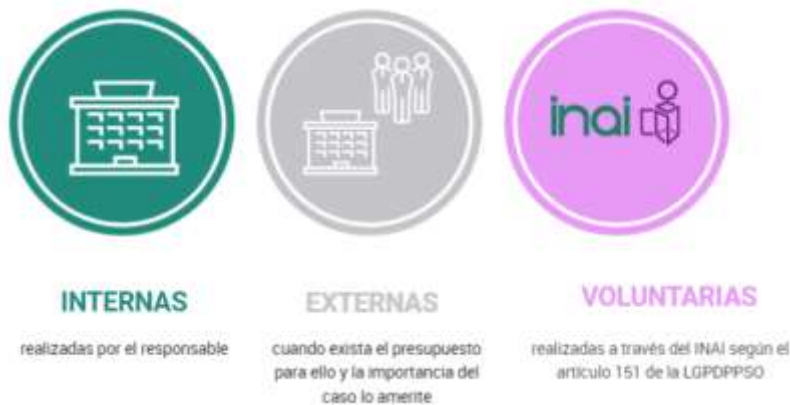 inai
INTERNAS
realizadas por el responsable
EXTERNAS
cuando exista el presupuesto
para ello y la importancia del
caso lo amerite
VOLUNTARIAS
realizadas a través del INAI según el
artículo 151 de la LGPDPPSO